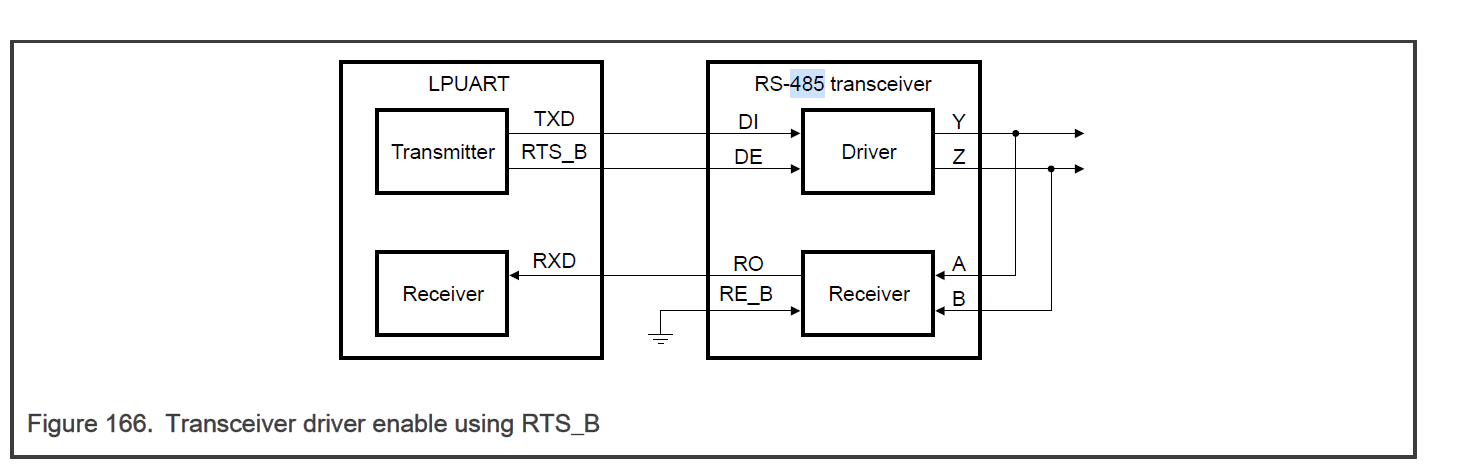 LPUART
RS-485 transceiver
TXD
DI
Y
Transmitter
RTS_B
DE
Driver
Z
RXD
RO
A
Receiver
RE_B
Receiver
B
Figure 166. Transceiver driver enable using RTS_B